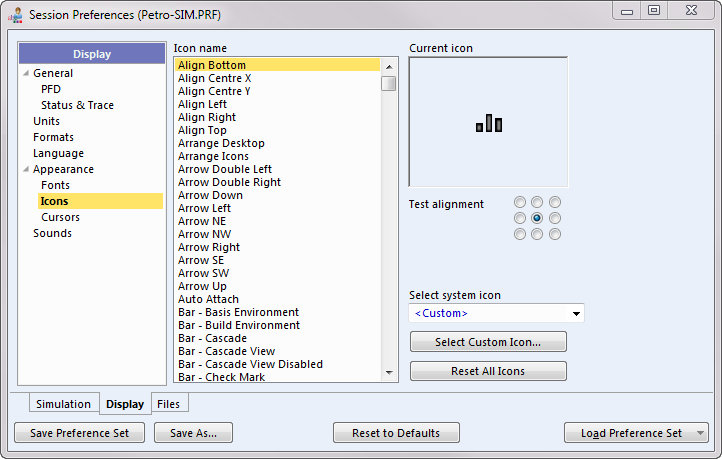 Session Preferences (Petro-SIM.PRF)
Display
General
PFD
Status & Trace
Units
Formats
Language
Appearance
Fonts
Icons
Cursors
Sounds
Icon name
Align Bottom
Align Centre X
Align Centre Y
Align Left
Align Right
Align Top
Arrange Desktop
Arrange Icons
Arrow Double Left
Arrow Double Right
Arrow Down
Arrow Left
Arrow NE
Arrow NW
Arrow Right
Arrow SE
Arrow SW
Arrow Up
Auto Attach
Bar - Basis Environment
Bar - Build Environment
Bar - Cascade
Bar - Cascade View
Bar - Cascade View Disabled
Bar - Check Mark
Current icon
Test alignment
Select system icon
<Custom>
Select Custom Icon...
Reset All Icons
Simulation Display Files
Save Preference Set Save As... Reset to Defaults Load Preference Set